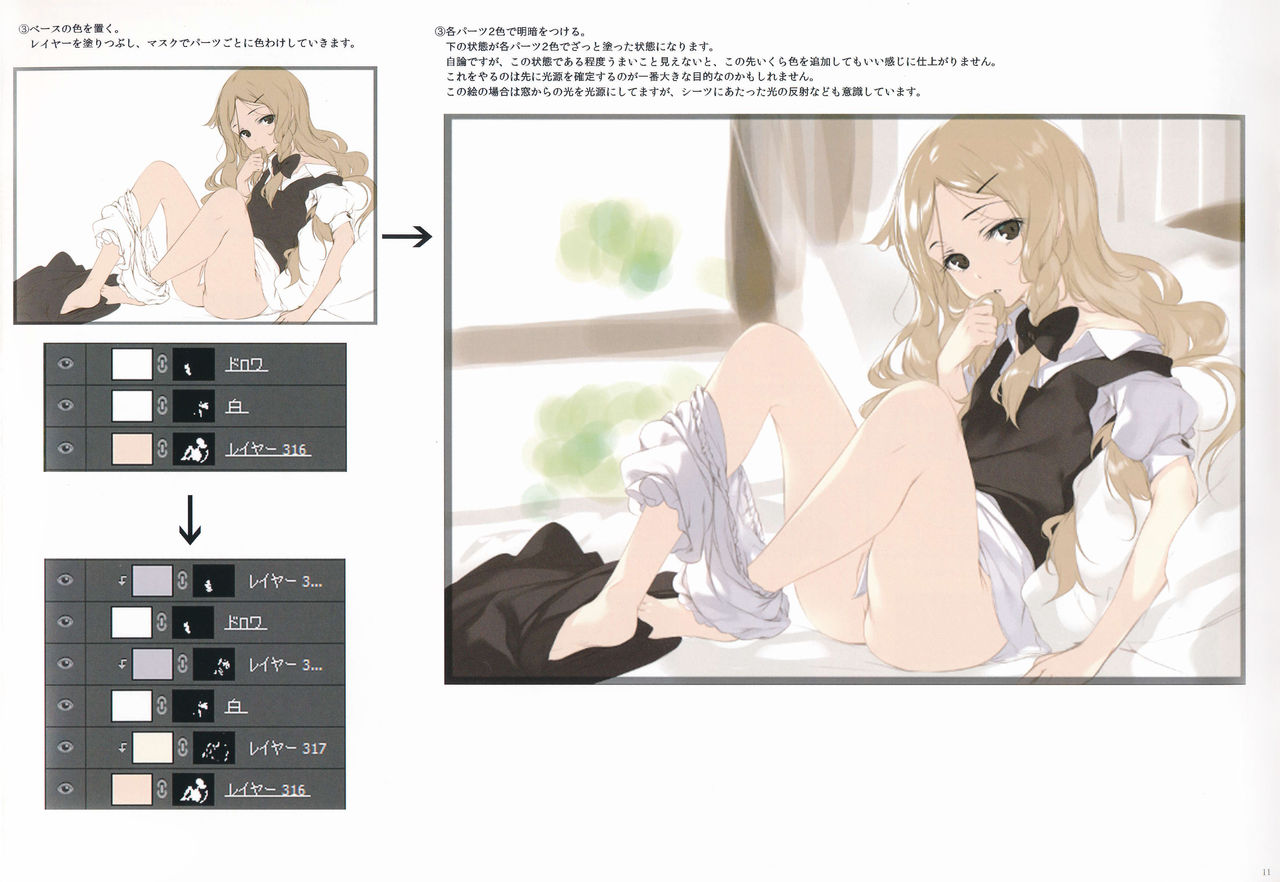 ③ベースの色を置く。
レイヤーを塗りつぶし、マスクでパーツごとに色わけしていきます。
ドロワ
白
レイヤー 316
レイヤー 3...
ドロワ
レイヤー 3...
白
レイヤー 317
レイヤー 316
③各パーツ2色で明暗をつける。
下の状態が各パーツ2色でざっと塗った状態になります。
自論ですが、この状態である程度うまいこと見えないと、この先いくら色を追加してもいい感じに仕上がりません。
これをやるのは先に光源を確定するのが一番大きな目的なのかもしれません。
この絵の場合は窓からの光を光源にしてますが、シーツにあたった光の反射なども意識しています。
11